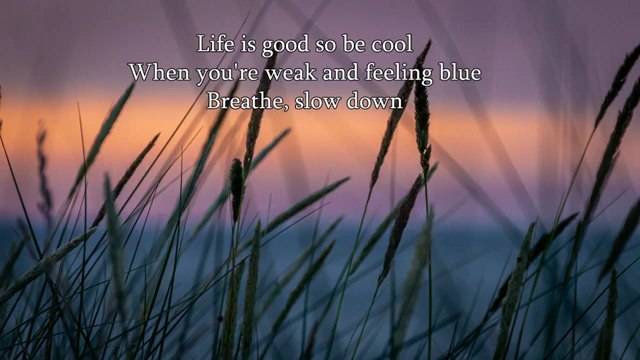 Life is good so be cool
When you're weak and feeling blue
Breathe, slow down